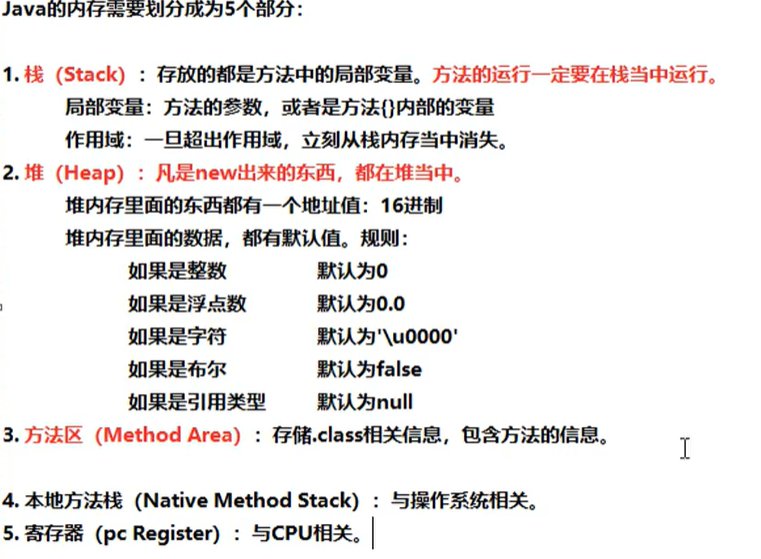 Java的内存需要划分成为5个部分：
1. 栈（Stack）：存放的都是方法中的局部变量。方法的运行一定要在栈当中运行。
局部变量：方法的参数，或者是方法{}内部的变量
作用域：一旦超出作用域，立刻从栈内存当中消失。
2. 堆（Heap）：凡是new出来的东西，都在堆当中。
堆内存里面的东西都有一个地址值：16进制
堆内存里面的数据，都有默认值。规则：
如果是整数 默认为0
如果是浮点数 默认为0.0
如果是字符 默认为'\u0000'
如果是布尔 默认为false
如果是引用类型 默认为null
3. 方法区（Method Area）：存储.class相关信息，包含方法的信息。
4. 本地方法栈（Native Method Stack）：与操作系统相关。
5. 寄存器（pc Register）：与CPU相关。